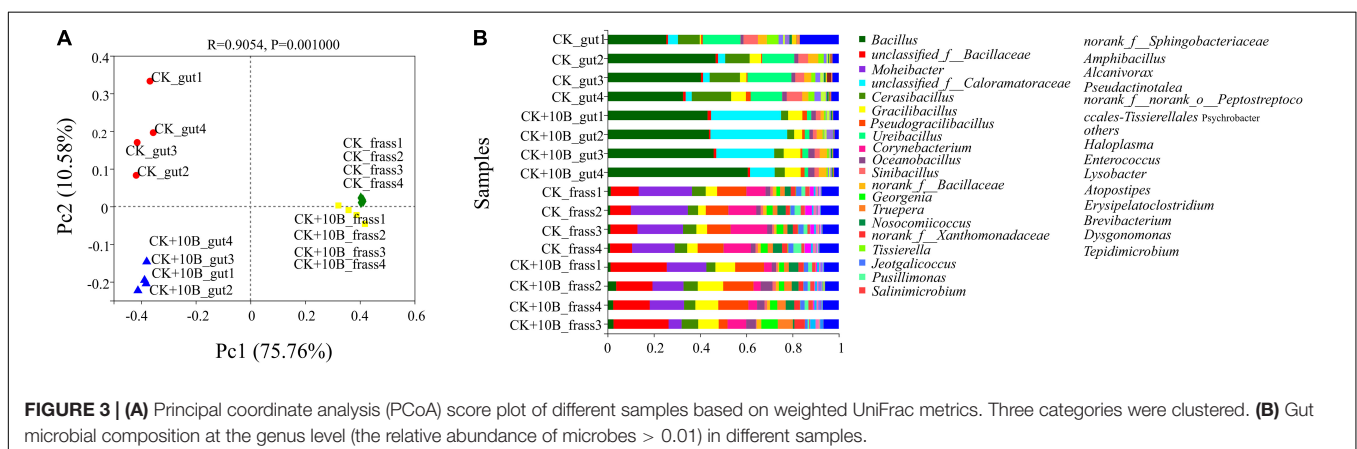 A
R=0.9054, P=0.001000
Pc2 (10.58%)
0.4
0.3
0.2
0.1
0
-0.1
-0.2
CK_gut1
CK_gut4
CK_gut3
CK_gut2
CK_frass1
CK_frass2
CK_frass3
CK_frass4
CK+10B_frass1
CK+10B_frass2
CK+10B_frass3
CK+10B_frass4
CK+10B_gut4
CK+10B_gut3
CK+10B_gut1
CK+10B_gut2
-0.4
-0.2
0
0.2
0.4
0.6
Pc1 (75.76%)
B
Samples
CK_gut1
CK_gut2
CK_gut3
CK_gut4
CK+10B_gut1
CK+10B_gut2
CK+10B_gut3
CK+10B_gut4
CK_frass1
CK_frass2
CK_frass3
CK_frass4
CK+10B_frass1
CK+10B_frass2
CK+10B_frass4
CK+10B_frass3
0
0.2
0.4
0.6
0.8
1
Bacillus
unclassified_f__Bacillaceae
Moheibacter
unclassified_f__Caloramatoraceae
Cerasibacillus
Gracilibacillus
Pseudogracilibacillus
Ureibacillus
Corynebacterium
Oceanobacillus
Sinibacillus
norank_f__Bacillaceae
Georgenia
Truepera
Nosocomiicoccus
norank_f__Xanthomonadaceae
Tissierella
Jeotgalicoccus
Pusillimonas
Salinimicrobium
norank_f__Sphingobacteriaceae
Amphibacillus
Alcanivorax
Pseudactinotalea
norank_f__norank_o__Peptostreptoco
ccales-Tissierellales Psychrobacter
others
Haloplasma
Enterococcus
Lysobacter
Atopostipes
Erysipelatoclostridium
Brevibacterium
Dysgonomonas
Tepidimicrobium
FIGURE 3 | (A) Principal coordinate analysis (PCoA) score plot of different samples based on weighted UniFrac metrics. Three categories were clustered. (B) Gut
microbial composition at the genus level (the relative abundance of microbes > 0.01) in different samples.